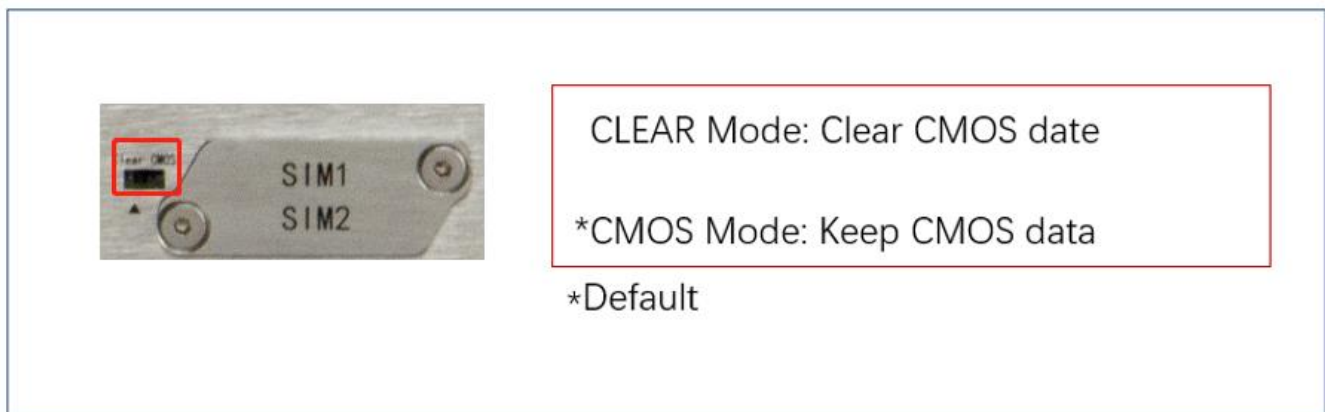 Clear CMOS
SIM1
SIM2
CLEAR Mode: Clear CMOS date
*CMOS Mode: Keep CMOS data
*Default